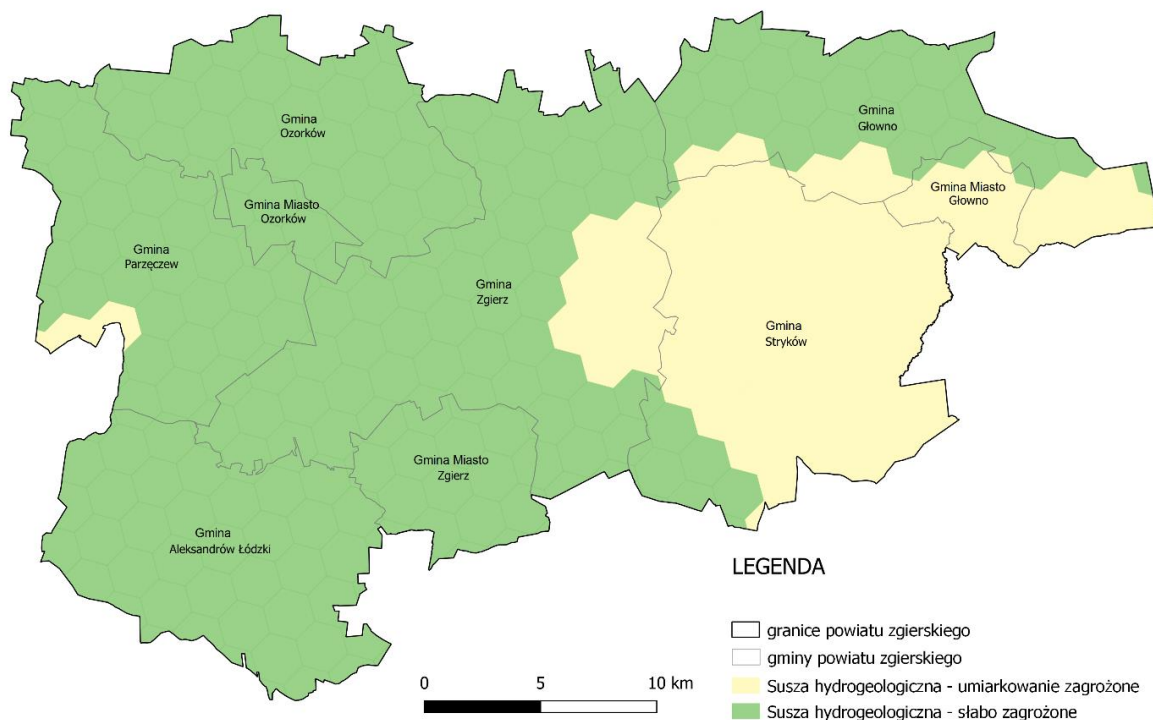 Gmina
Ozorków
Gmina
Głowno
Gmina Miasto
Ozorków
Gmina Miasto
Głowno
Gmina
Parzęczew
Gmina
Zgierz
Gmina
Stryków
Gmina Miasto
Zgierz
Gmina
Aleksandrów Łódzki
LEGENDA
granice powiatu zgierskiego
gminy powiatu zgierskiego
Susza hydrogeologiczna - umiarkowanie zagrożone
Susza hydrogeologiczna - słabo zagrożone
0 5 10 km